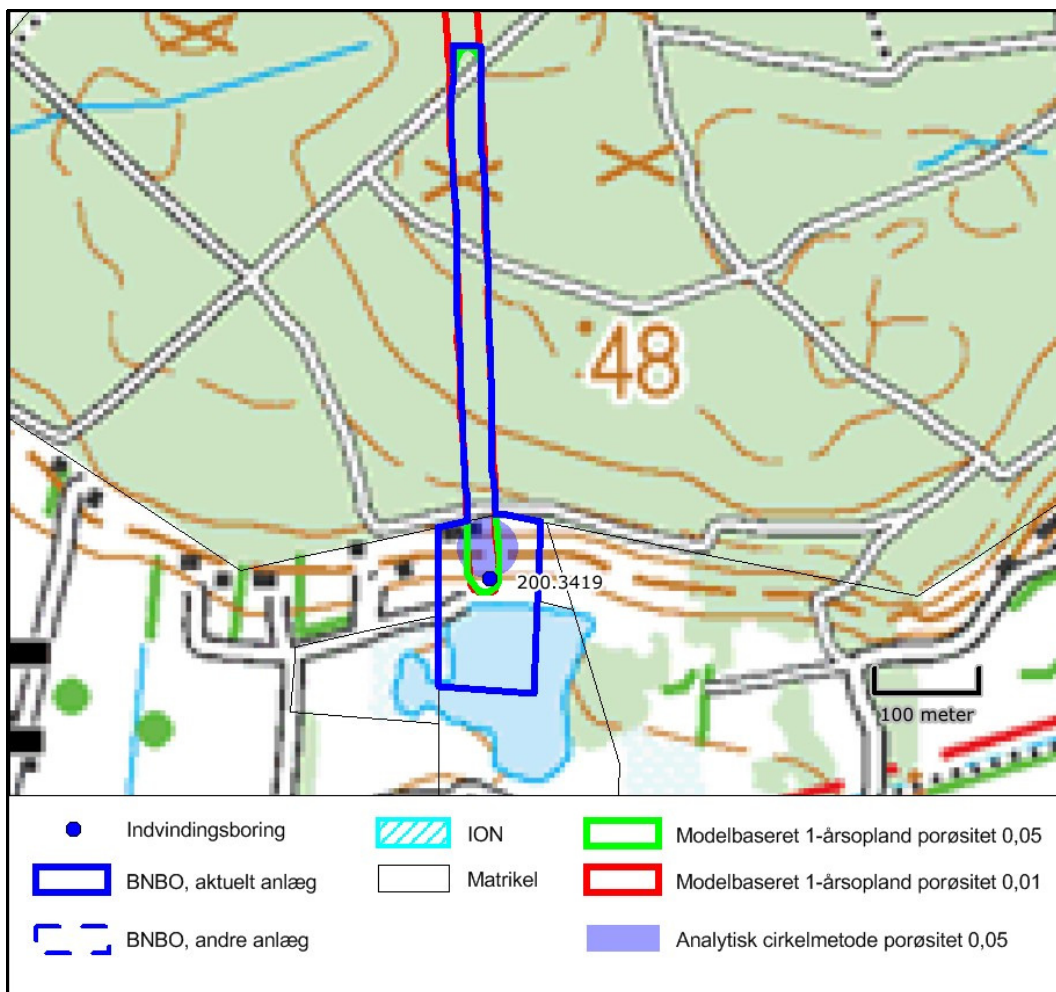 48
200.3419
100 meter
Indvindingsboring
BNBO, aktuelt anlæg
BNBO, andre anlæg
ION
Matrikel
Modelbaseret 1-årsopland porøsitet 0,05
Modelbaseret 1-årsopland porøsitet 0,01
Analytisk cirkelmetode porøsitet 0,05